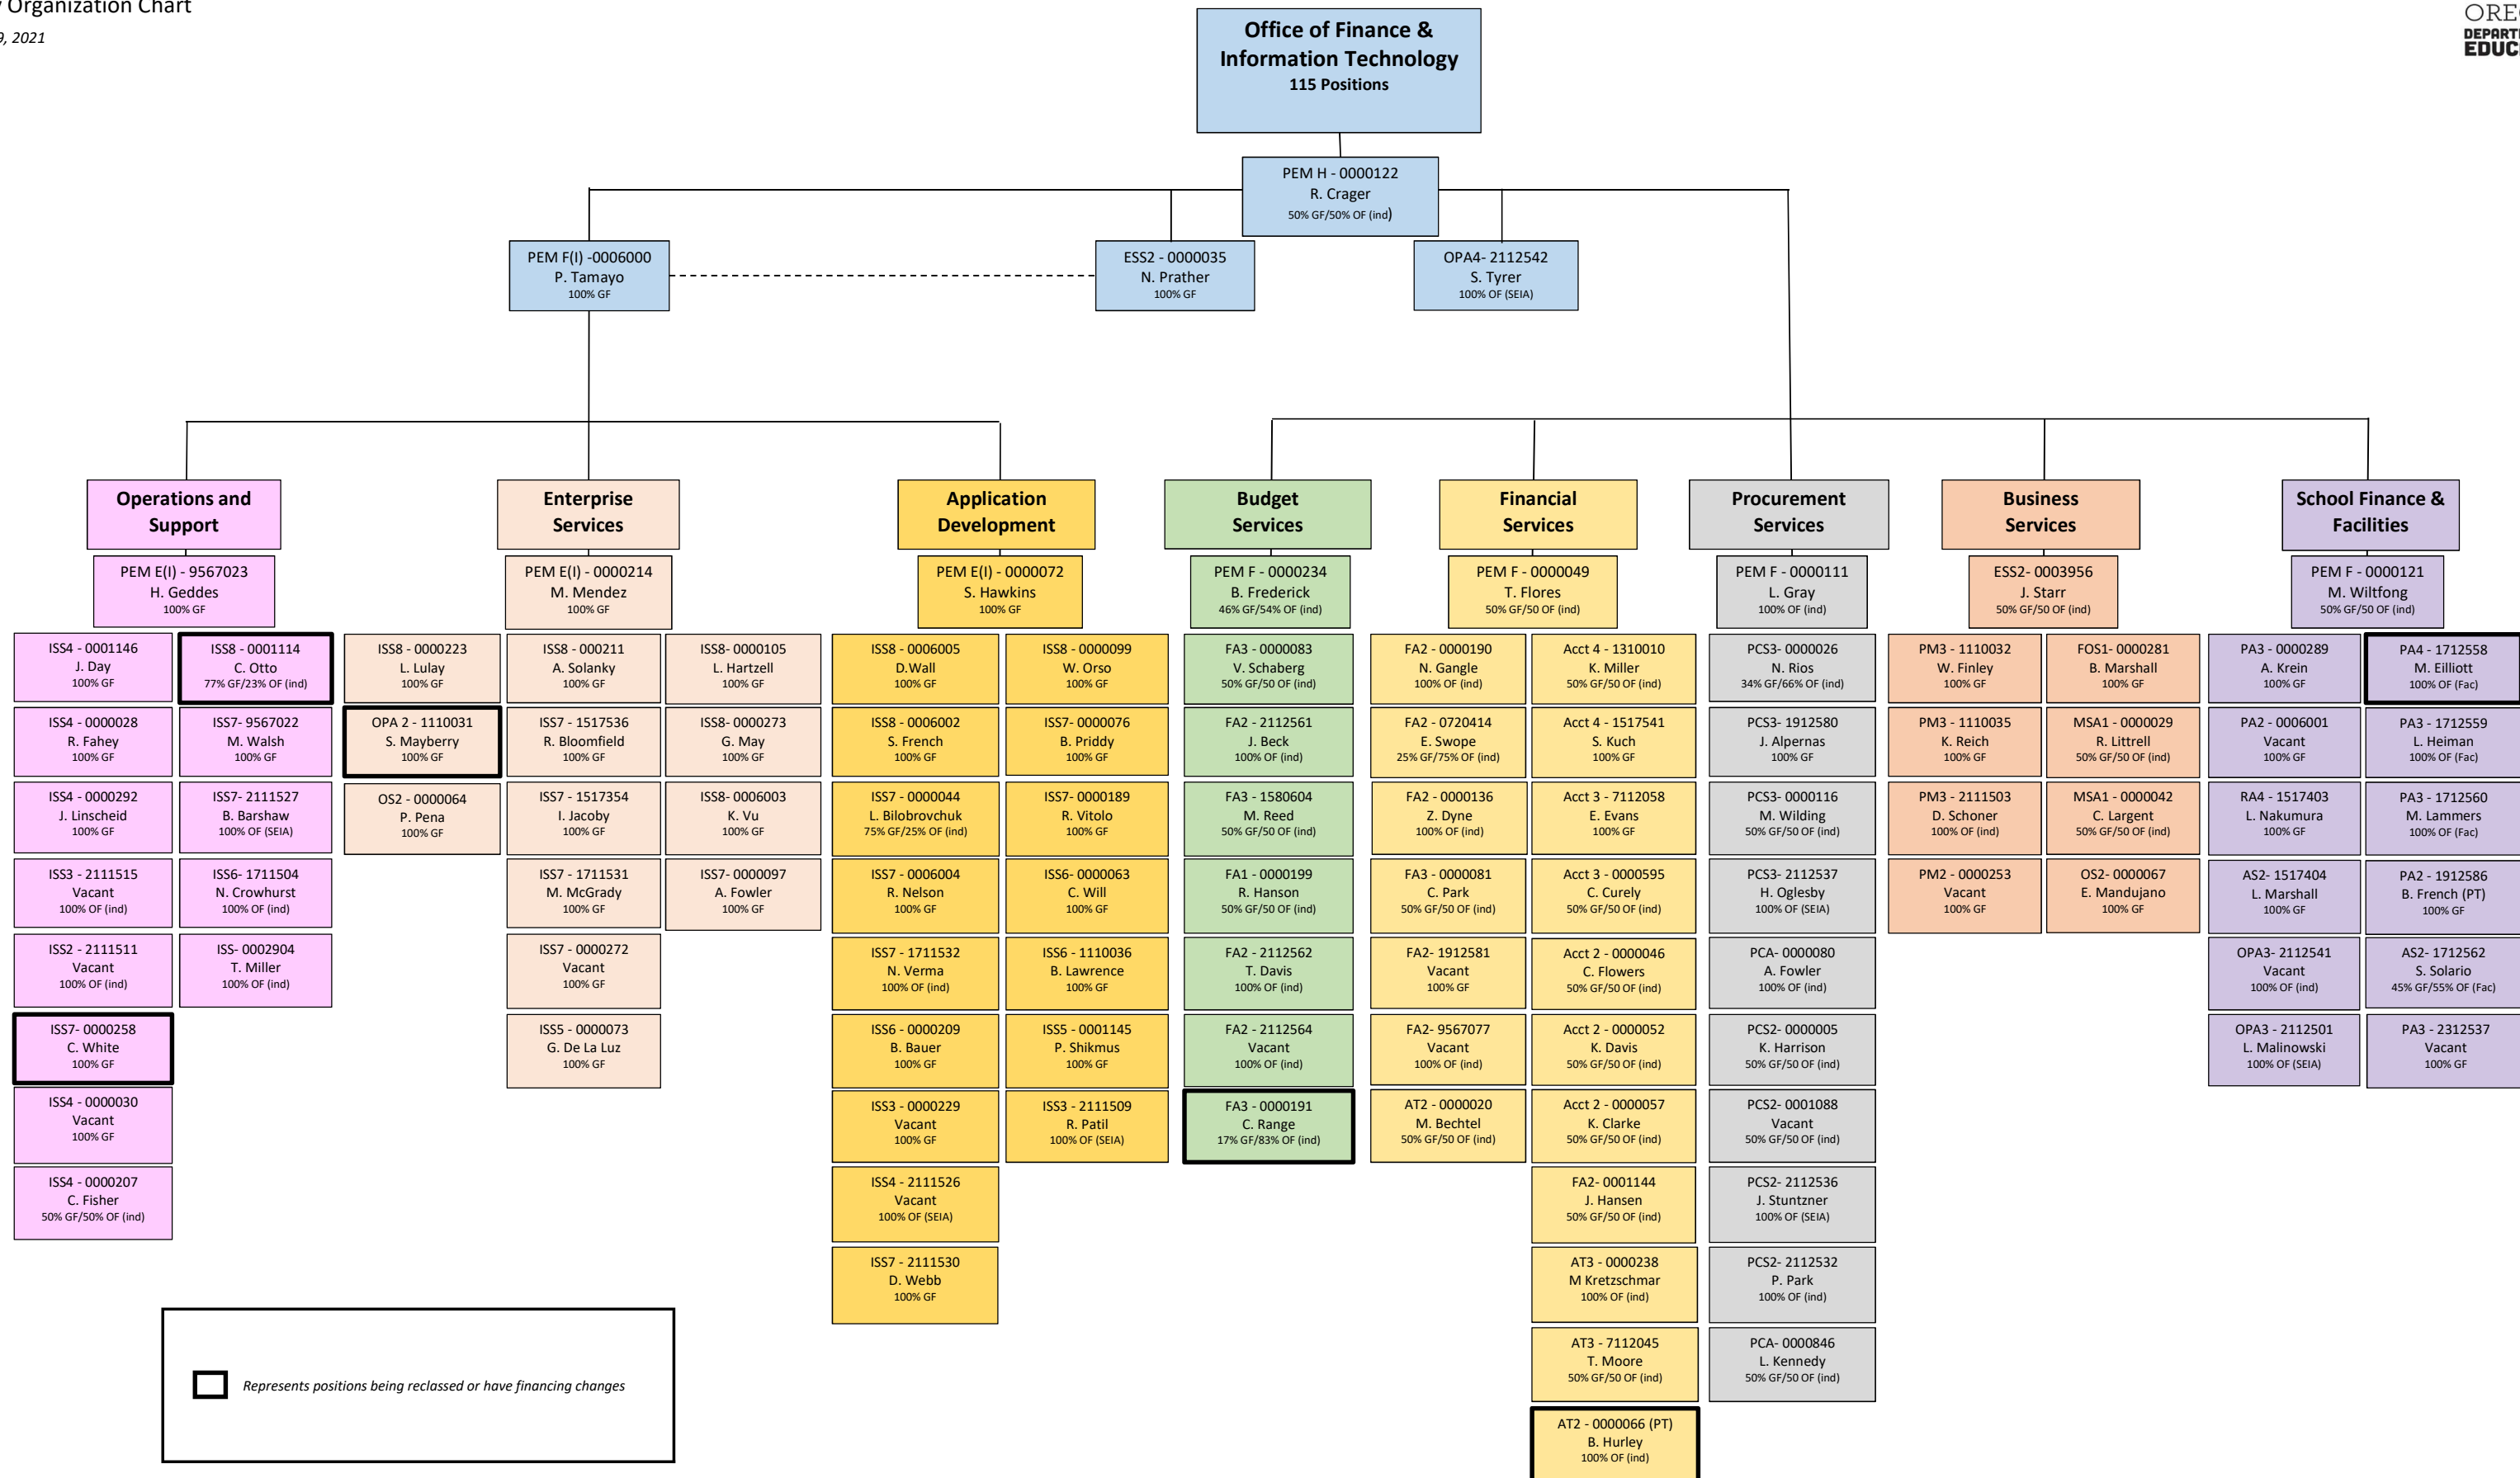 Organization Chart
9, 2021
ORE
DEPART
EDUC
Office of Finance &
Information Technology
115 Positions
PEM H - 0000122
R. Crager
50% GF/50% OF (ind)
PEM F(I) -0006000
P. Tamayo
100% GF
ESS2 - 0000035
N. Prather
100% GF
OPA4- 2112542
S. Tyrer
100% OF (SEIA)
Operations and
Support
PEM E(I) - 9567023
H. Geddes
100% GF
ISS4 - 0001146
J. Day
100% GF
ISS4 - 0000028
R. Fahey
100% GF
ISS4 - 0000292
J. Linscheid
100% GF
ISS3 - 2111515
Vacant
100% OF (ind)
ISS2 - 2111511
Vacant
100% OF (ind)
ISS7- 0000258
C. White
100% GF
ISS4 - 0000030
Vacant
100% GF
ISS4 - 0000207
C. Fisher
50% GF/50% OF (ind)
ISS8 - 0001114
C. Otto
77% GF/23% OF (ind)
ISS7- 9567022
M. Walsh
100% GF
ISS7- 2111527
B. Barshaw
100% OF (SEIA)
ISS6- 1711504
N. Crowhurst
100% OF (ind)
ISS- 0002904
T. Miller
100% OF (ind)
Enterprise
Services
PEM E(I) - 0000214
M. Mendez
100% GF
ISS8 - 0000223
L. Lulay
100% GF
OPA 2 - 1110031
S. Mayberry
100% GF
OS2 - 0000064
P. Pena
100% GF
ISS8 - 000211
A. Solanky
100% GF
ISS7 - 1517536
R. Bloomfield
100% GF
ISS7 - 1517354
I. Jacoby
100% GF
ISS7 - 1711531
M. McGrady
100% GF
ISS7 - 0000272
Vacant
100% GF
ISS5 - 0000073
G. De La Luz
100% GF
ISS8- 0000105
L. Hartzell
100% GF
ISS8- 0000273
G. May
100% GF
ISS8- 0006003
K. Vu
100% GF
ISS7- 0000097
A. Fowler
100% GF
Application
Development
PEM E(I) - 0000072
S. Hawkins
100% GF
ISS8 - 0006005
D.Wall
100% GF
ISS8 - 0006002
S. French
100% GF
ISS7 - 0000044
L. Bilobrovchuk
75% GF/25% OF (ind)
ISS7 - 0006004
R. Nelson
100% GF
ISS7 - 1711532
N. Verma
100% OF (ind)
ISS6 - 0000209
B. Bauer
100% GF
ISS3 - 0000229
Vacant
100% GF
ISS4 - 2111526
Vacant
100% OF (SEIA)
ISS7 - 2111530
D. Webb
100% GF
ISS8 - 0000099
W. Orso
100% GF
ISS7- 0000076
B. Priddy
100% GF
ISS7- 0000189
R. Vitolo
100% GF
ISS6- 0000063
C. Will
100% GF
ISS6 - 1110036
B. Lawrence
100% GF
ISS5 - 0001145
P. Shikmus
100% GF
ISS3 - 2111509
R. Patil
100% OF (SEIA)
Budget
Services
PEM F - 0000234
B. Frederick
46% GF/54% OF (ind)
FA3 - 0000083
V. Schaberg
50% GF/50 OF (ind)
FA2 - 2112561
J. Beck
100% OF (ind)
FA3 - 1580604
M. Reed
50% GF/50 OF (ind)
FA1 - 0000199
R. Hanson
50% GF/50 OF (ind)
FA2 - 2112562
T. Davis
100% OF (ind)
FA2 - 2112564
Vacant
100% OF (ind)
FA3 - 0000191
C. Range
17% GF/83% OF (ind)
Financial
Services
PEM F - 0000049
T. Flores
50% GF/50 OF (ind)
FA2 - 0000190
N. Gangle
100% OF (ind)
FA2 - 0720414
E. Swope
25% GF/75% OF (ind)
FA2 - 0000136
Z. Dyne
100% OF (ind)
FA3 - 0000081
C. Park
50% GF/50 OF (ind)
FA2- 1912581
Vacant
100% GF
FA2- 9567077
Vacant
100% OF (ind)
AT2 - 0000020
M. Bechtel
50% GF/50 OF (ind)
Acct 4 - 1310010
K. Miller
50% GF/50 OF (ind)
Acct 4 - 1517541
S. Kuch
100% GF
Acct 3 - 7112058
E. Evans
100% GF
Acct 3 - 0000595
C. Curely
50% GF/50 OF (ind)
Acct 2 - 0000046
C. Flowers
50% GF/50 OF (ind)
Acct 2 - 0000052
K. Davis
50% GF/50 OF (ind)
Acct 2 - 0000057
K. Clarke
50% GF/50 OF (ind)
FA2- 0001144
J. Hansen
50% GF/50 OF (ind)
AT3 - 0000238
M Kretzschmar
100% OF (ind)
AT3 - 7112045
T. Moore
50% GF/50 OF (ind)
AT2 - 0000066 (PT)
B. Hurley
100% OF (ind)
Procurement
Services
PEM F - 0000111
L. Gray
100% OF (ind)
PCS3- 0000026
N. Rios
34% GF/66% OF (ind)
PCS3- 1912580
J. Alpernas
100% GF
PCS3- 0000116
M. Wilding
50% GF/50 OF (ind)
PCS3- 2112537
H. Oglesby
100% OF (SEIA)
PCA- 0000080
A. Fowler
100% OF (ind)
PCS2- 0000005
K. Harrison
50% GF/50 OF (ind)
PCS2- 0001088
Vacant
50% GF/50 OF (ind)
PCS2- 2112536
J. Stuntzner
100% OF (SEIA)
PCS2- 2112532
P. Park
100% OF (ind)
PCA- 0000846
L. Kennedy
50% GF/50 OF (ind)
Business
Services
ESS2- 0003956
J. Starr
50% GF/50 OF (ind)
PM3 - 1110032
W. Finley
100% GF
PM3 - 1110035
K. Reich
100% GF
PM3 - 2111503
D. Schoner
100% OF (ind)
PM2 - 0000253
Vacant
100% GF
FOS1- 0000281
B. Marshall
100% GF
MSA1 - 0000029
R. Littrell
50% GF/50 OF (ind)
MSA1 - 0000042
C. Largent
50% GF/50 OF (ind)
OS2- 0000067
E. Mandujano
100% GF
School Finance &
Facilities
PEM F - 0000121
M. Wiltfong
50% GF/50 OF (ind)
PA3 - 0000289
A. Krein
100% GF
PA2 - 0006001
Vacant
100% GF
RA4 - 1517403
L. Nakumura
100% GF
AS2- 1517404
L. Marshall
100% GF
OPA3- 2112541
Vacant
100% OF (ind)
OPA3 - 2112501
L. Malinowski
100% OF (SEIA)
PA4 - 1712558
M. Eilliott
100% OF (Fac)
PA3 - 1712559
L. Heiman
100% OF (Fac)
PA3 - 1712560
M. Lammers
100% OF (Fac)
PA2 - 1912586
B. French (PT)
100% GF
AS2- 1712562
S. Solario
45% GF/55% OF (Fac)
PA3 - 2312537
Vacant
100% GF
Represents positions being reclassed or have financing changes